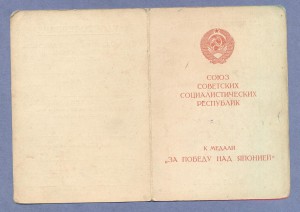 СОЮЗ
СОВЕТСКИХ
СОЦИАЛИСТИЧЕСКИХ
РЕСПУБЛИК
К МЕДАЛИ
„ЗА ПОБЕДУ НАД ЯПОНИЕЙ“